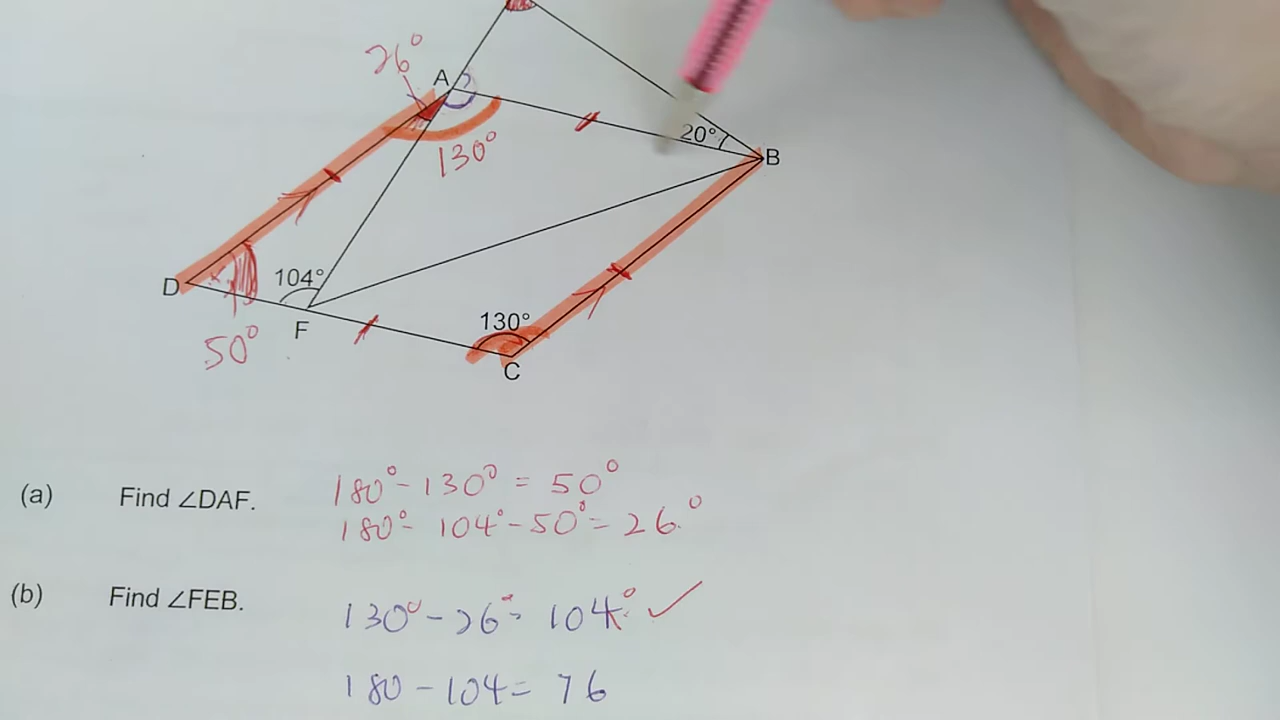 26°
A
130°
20°
B
D
104°
F
50°
130°
C
(a) Find ∠DAF.
180° - 130° = 50°
180° - 104° - 50° = 26°
(b) Find ∠FEB.
130° - 26° = 104° ✓
180 - 104 = 76